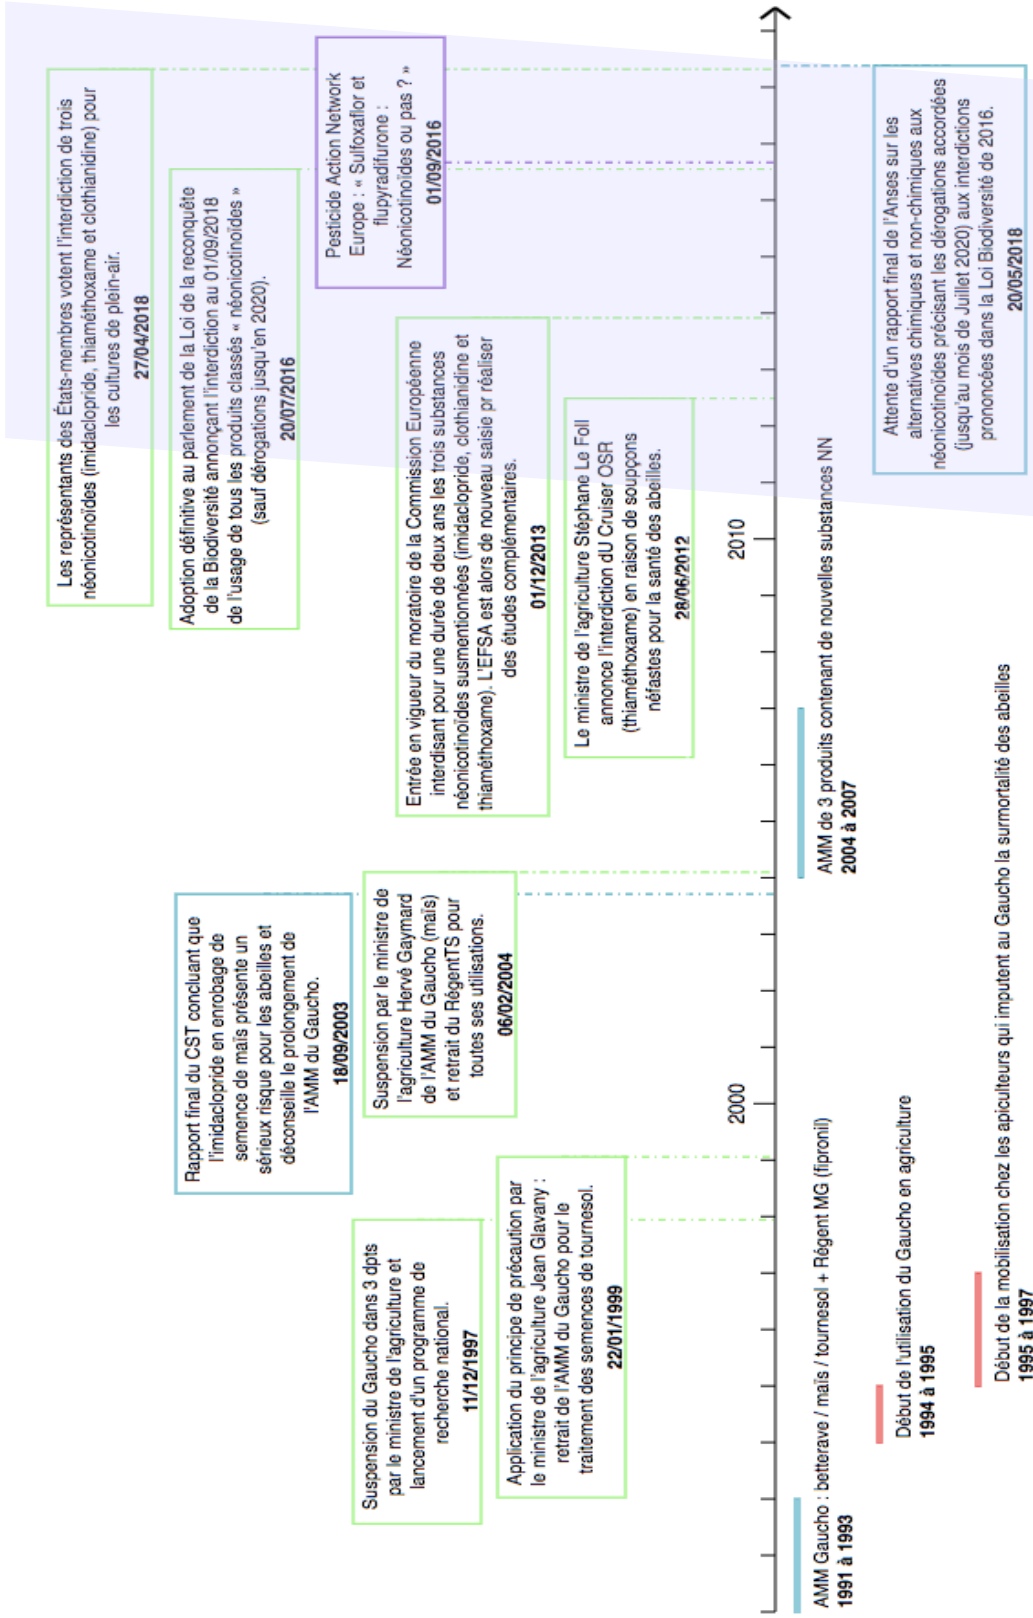 Les représentants des États-membres votent l'interdiction de trois
néonicotinoïdes (imidaclopride, thiaméthoxame et clothianidine) pour
les cultures de plein-air.
27/04/2018
Adoption définitive au parlement de la Loi de la reconquête
de la Biodiversité annonçant l'interdiction au 01/09/2018
de l'usage de tous les produits classés « néonicotinoïdes »
(sauf dérogations jusqu'en 2020).
20/07/2016
Pesticide Action Network
Europe : « Sulfoxaflor et
flupyradifurone :
Néonicotinoïdes ou pas ? »
01/09/2016
Rapport final du CST concluant que
l'imidaclopride en enrobage de
semence de maïs présente un
sérieux risque pour les abeilles et
déconseille le prolongement de
l'AMM du Gaucho.
18/09/2003
Suspension par le ministre de
l'agriculture Hervé Gaymard
de l'AMM du Gaucho (maïs)
et retrait du RégentTS pour
toutes ses utilisations.
06/02/2004
Entrée en vigueur du moratoire de la Commission Européenne
interdisant pour une durée de deux ans les trois substances
néonicotinoïdes susmentionnées (imidaclopride, clothianidine et
thiaméthoxame). L'EFSA est alors de nouveau saisie pr réaliser
des études complémentaires.
01/12/2013
Le ministre de l'agriculture Stéphane Le Foll
annonce l'interdiction dU Cruiser OSR
(thiaméthoxame) en raison de soupçons
néfastes pour la santé des abeilles.
28/06/2012
Suspension du Gaucho dans 3 dpts
par le ministre de l'agriculture et
lancement d'un programme de
recherche national.
11/12/1997
Application du principe de précaution par
le ministre de l'agriculture Jean Glavany :
retrait de l'AMM du Gaucho pour le
traitement des semences de tournesol.
22/01/1999
2000
2010
AMM Gaucho : betterave / maïs / tournesol + Régent MG (fipronil)
1991 à 1993
AMM de 3 produits contenant de nouvelles substances NN
2004 à 2007
Début de l'utilisation du Gaucho en agriculture
1994 à 1995
Début de la mobilisation chez les apiculteurs qui imputent au Gaucho la surmortalité des abeilles
1995 à 1997
Attente d'un rapport final de l'Anses sur les
alternatives chimiques et non-chimiques aux
néonicotinoïdes précisant les dérogations accordées
(jusqu'au mois de Juillet 2020) aux interdictions
prononcées dans la Loi Biodiversité de 2016.
20/05/2018